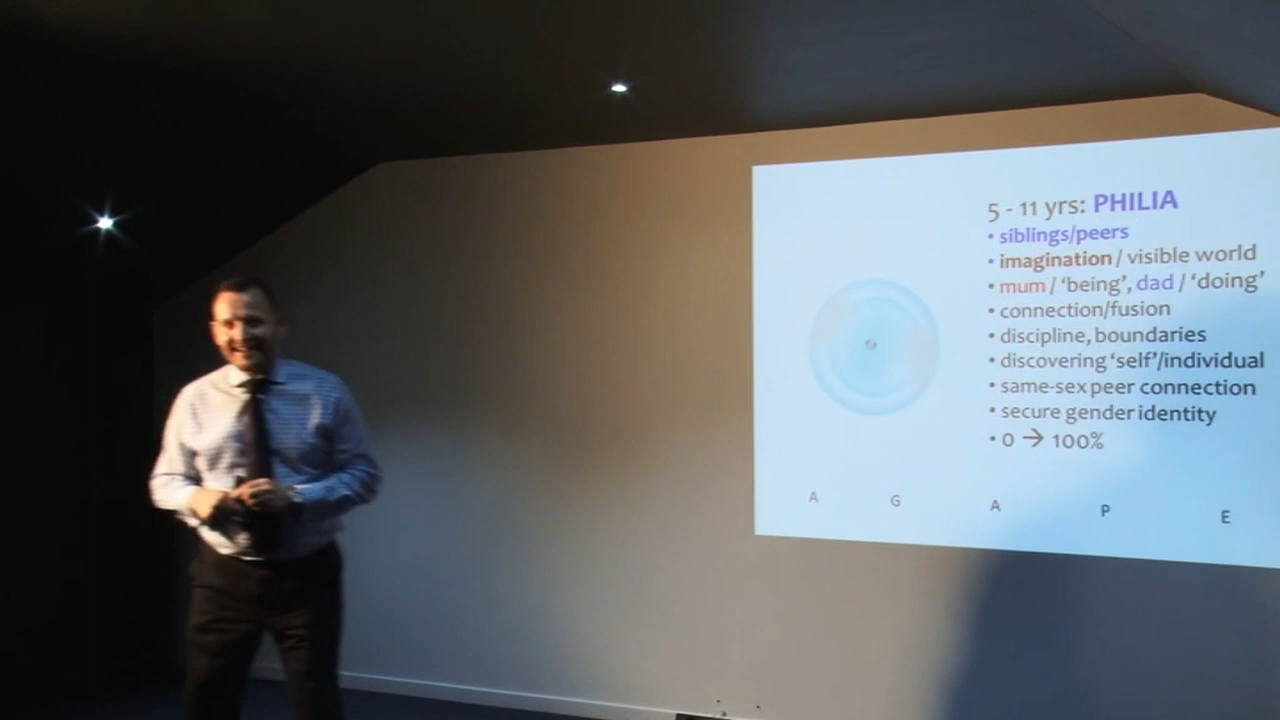 5 - 11 yrs: PHILIA
• siblings/peers
• imagination / visible world
• mum / ‘being’, dad / ‘doing’
• connection/fusion
• discipline, boundaries
• discovering ‘self’/individual
• same-sex peer connection
• secure gender identity
• 0 → 100%
A G A P E